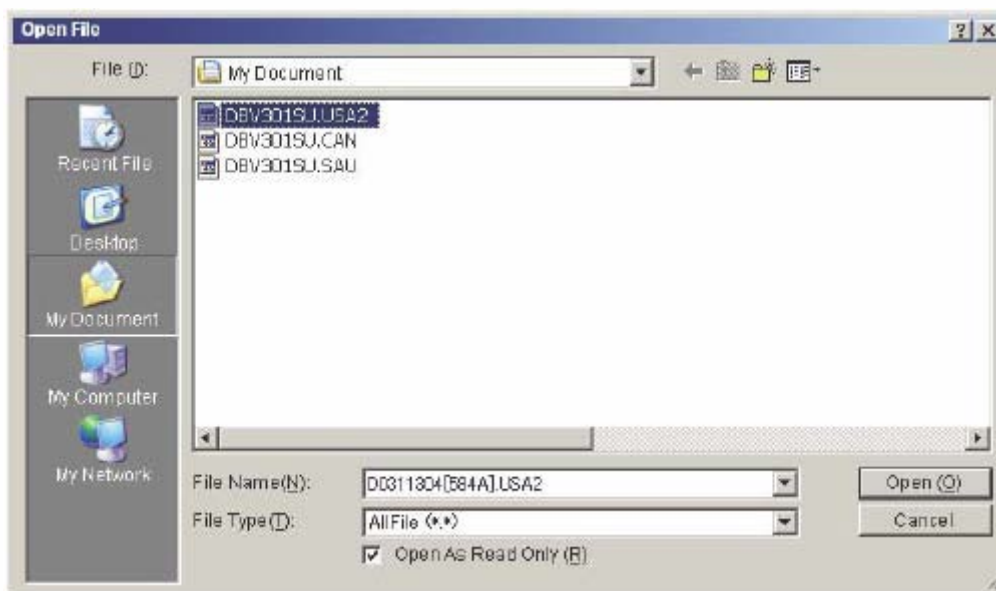 Open File
File (I):
My Document
DBV301SU.USA2
DBV301SU.CAN
DBV301SU.SAU
Recent File
Desktop
My Document
My Computer
My Network
File Name(N):
D0311304[584A].USA2
Open (O)
File Type(T):
All File (*.*)
Cancel
Open As Read Only (R)